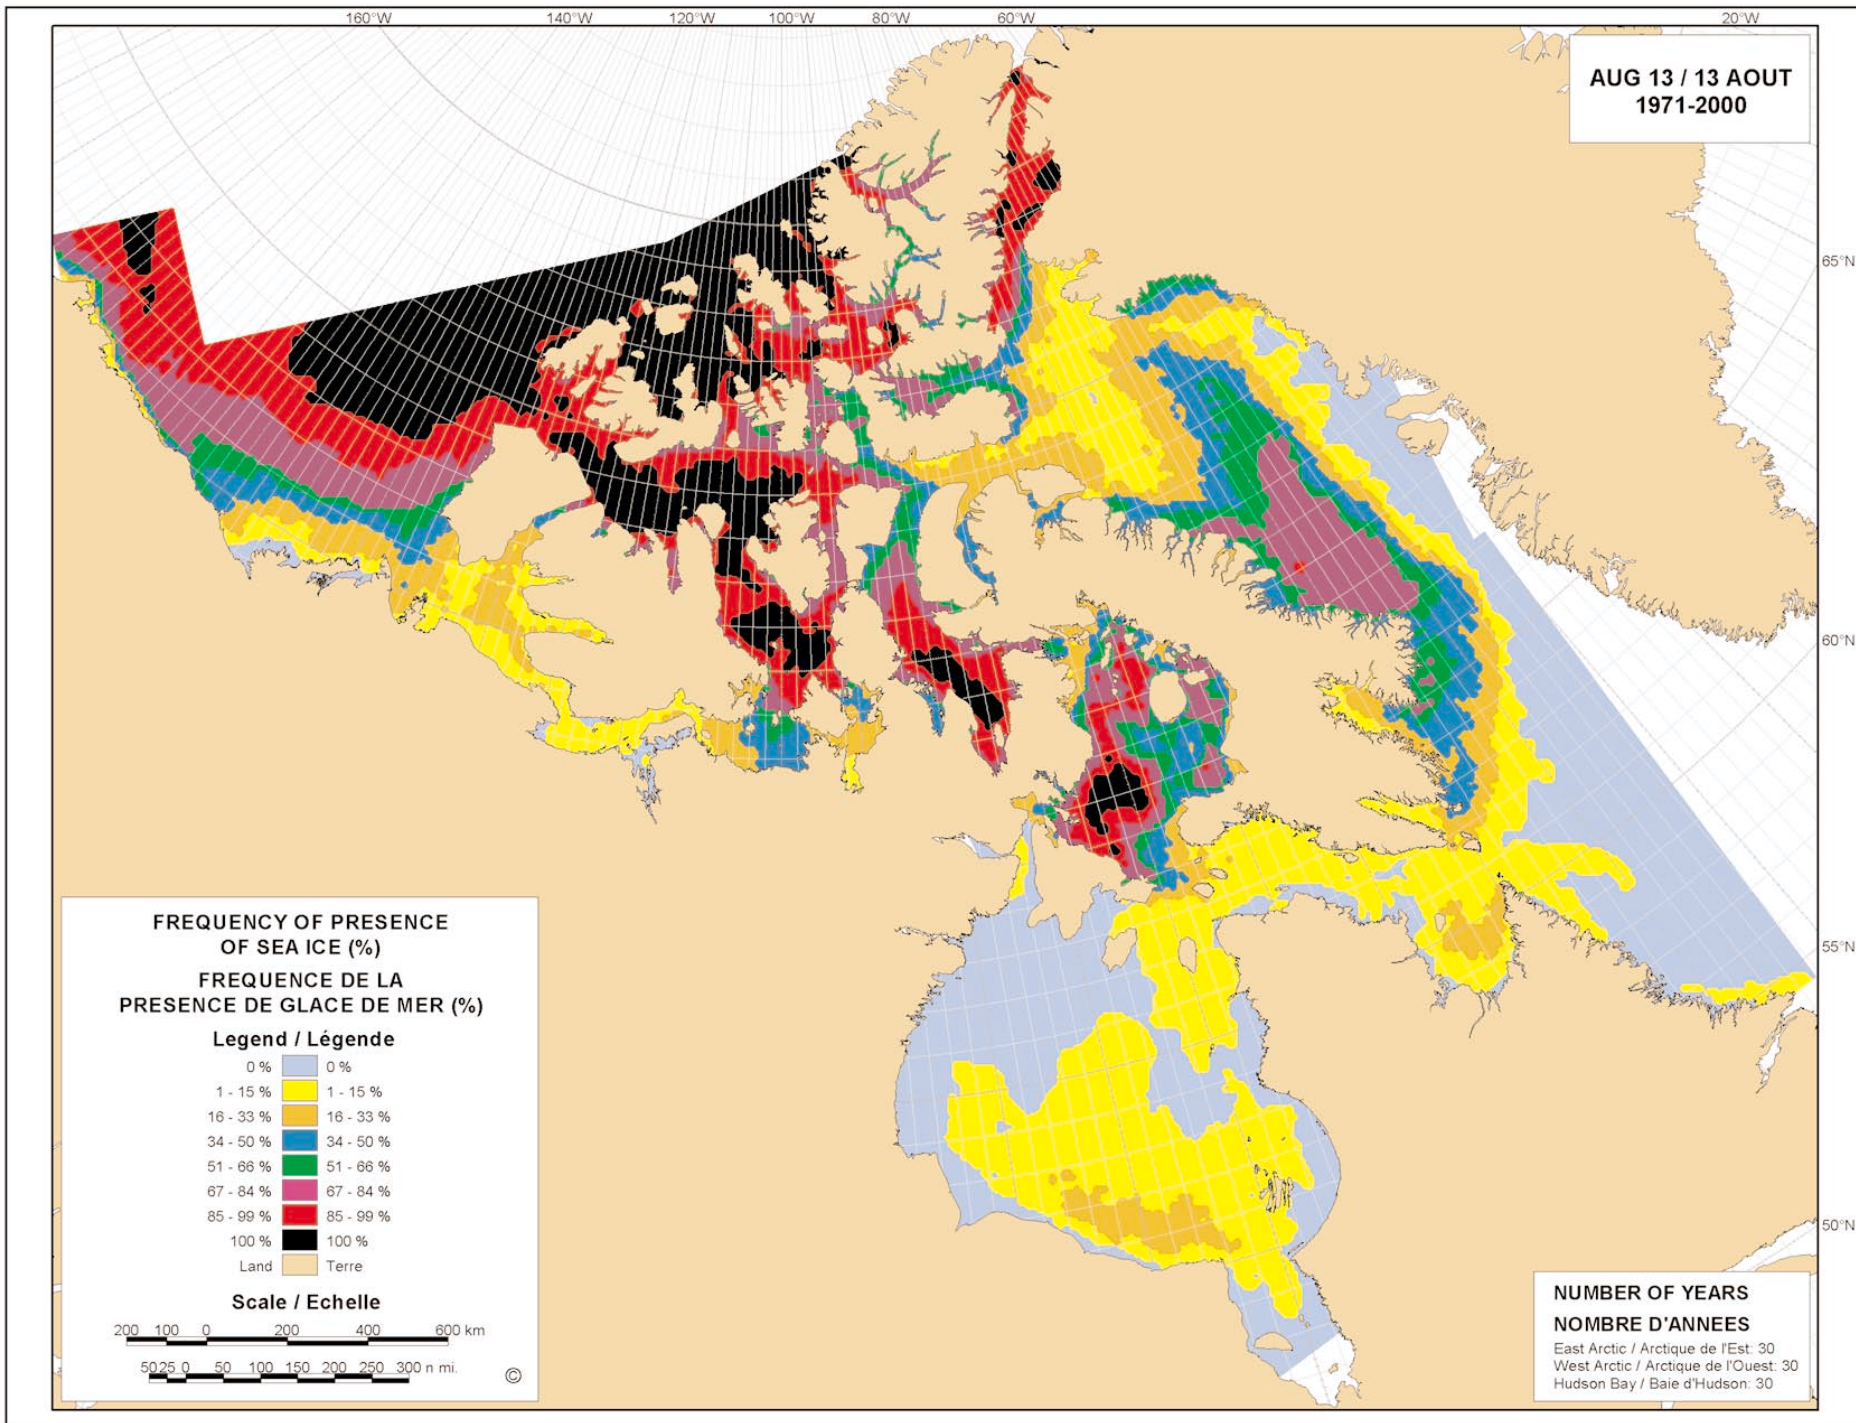 160°W 140°W 120°W 100°W 80°W 60°W 20°W
AUG 13 / 13 AOUT
1971-2000
65°N
60°N
55°N
50°N
FREQUENCY OF PRESENCE
OF SEA ICE (%)
FREQUENCE DE LA
PRESENCE DE GLACE DE MER (%)
Legend / Légende
0 % 0 %
1 - 15 % 1 - 15 %
16 - 33 % 16 - 33 %
34 - 50 % 34 - 50 %
51 - 66 % 51 - 66 %
67 - 84 % 67 - 84 %
85 - 99 % 85 - 99 %
100 % 100 %
Land Terre
Scale / Echelle
200 100 0 200 400 600 km
50 25 0 50 100 150 200 250 300 n mi.
©
NUMBER OF YEARS
NOMBRE D'ANNEES
East Arctic / Arctique de l'Est: 30
West Arctic / Arctique de l'Ouest: 30
Hudson Bay / Baie d'Hudson: 30